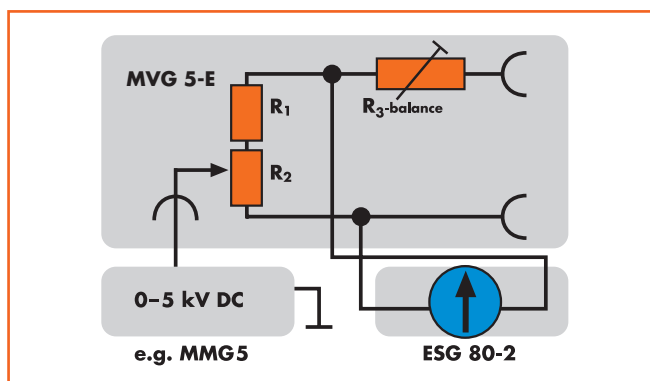 MVG 5-E
R1
R3-balance
R2
0–5 kV DC
e.g. MMG5
ESG 80-2